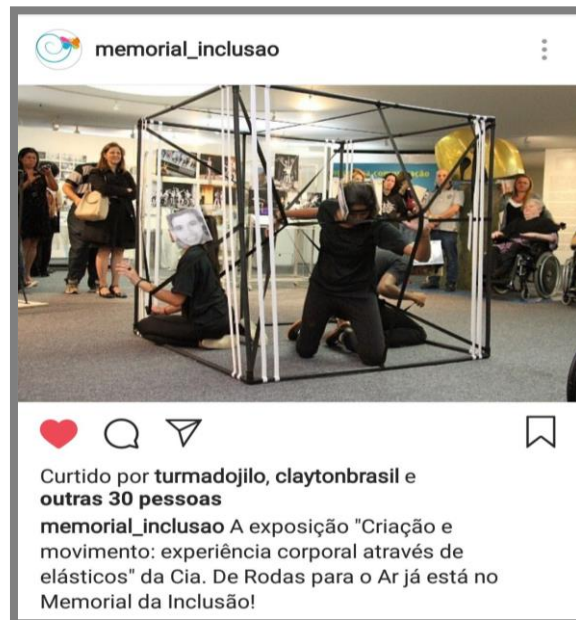 memorial_inclusao
Curtido por turmadojilo, claytonbrasil e
outras 30 pessoas
memorial_inclusao A exposição "Criação e
movimento: experiência corporal através de
elásticos" da Cia. De Rodas para o Ar já está no
Memorial da Inclusão!